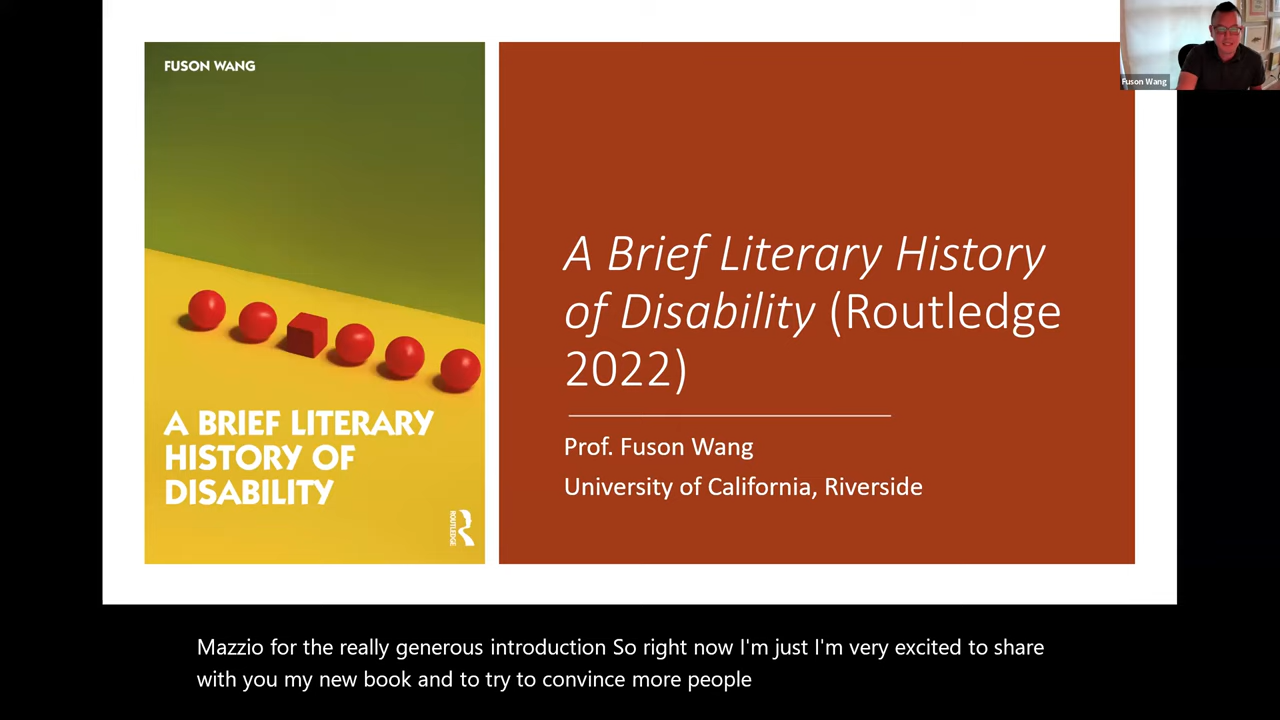 FUSON WANG
A BRIEF LITERARY
HISTORY OF
DISABILITY
ROUTLEDGE
A Brief Literary History
of Disability (Routledge
2022)
Prof. Fuson Wang
University of California, Riverside
Fuson Wang
Mazzio for the really generous introduction So right now I'm just I'm very excited to share
with you my new book and to try to convince more people